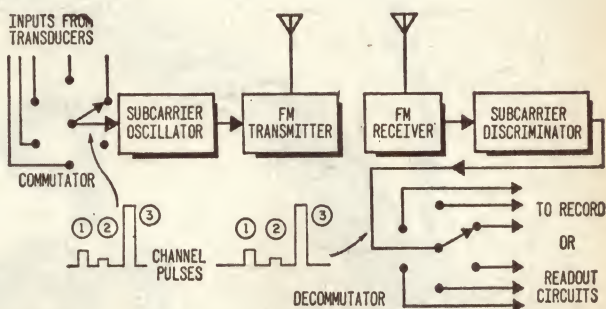 INPUTS FROM
TRANSDUCERS
SUBCARRIER
OSCILLATOR
FM
TRANSMITTER
FM
RECEIVER
SUBCARRIER
DISCRIMINATOR
COMMUTATOR
1
2
3
CHANNEL
PULSES
1
2
3
DECOMMUTATOR
TO RECORD
OR
READOUT
CIRCUITS